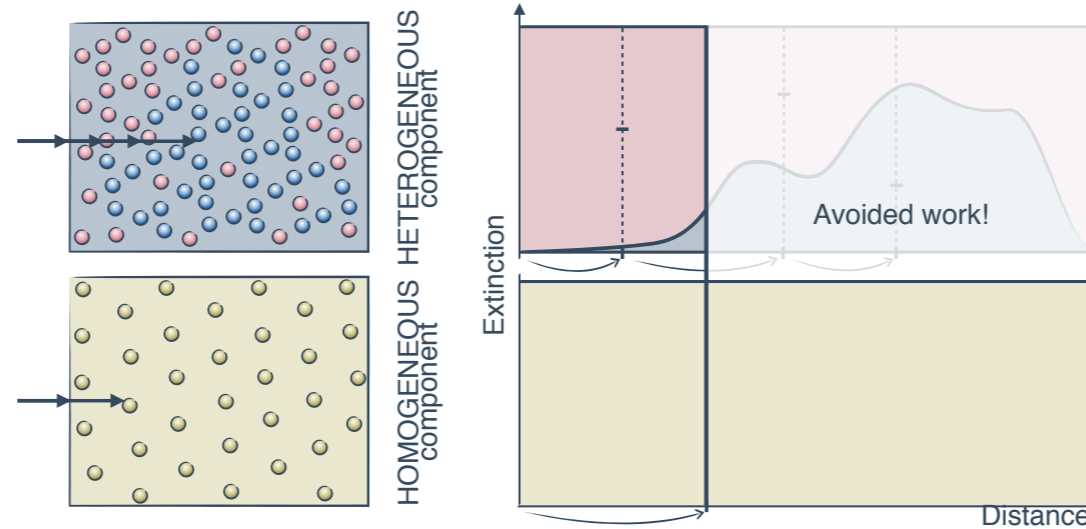 HETEROGENEOUS
component
HOMOGENEOUS
component
Extinction
Avoided work!
Distance